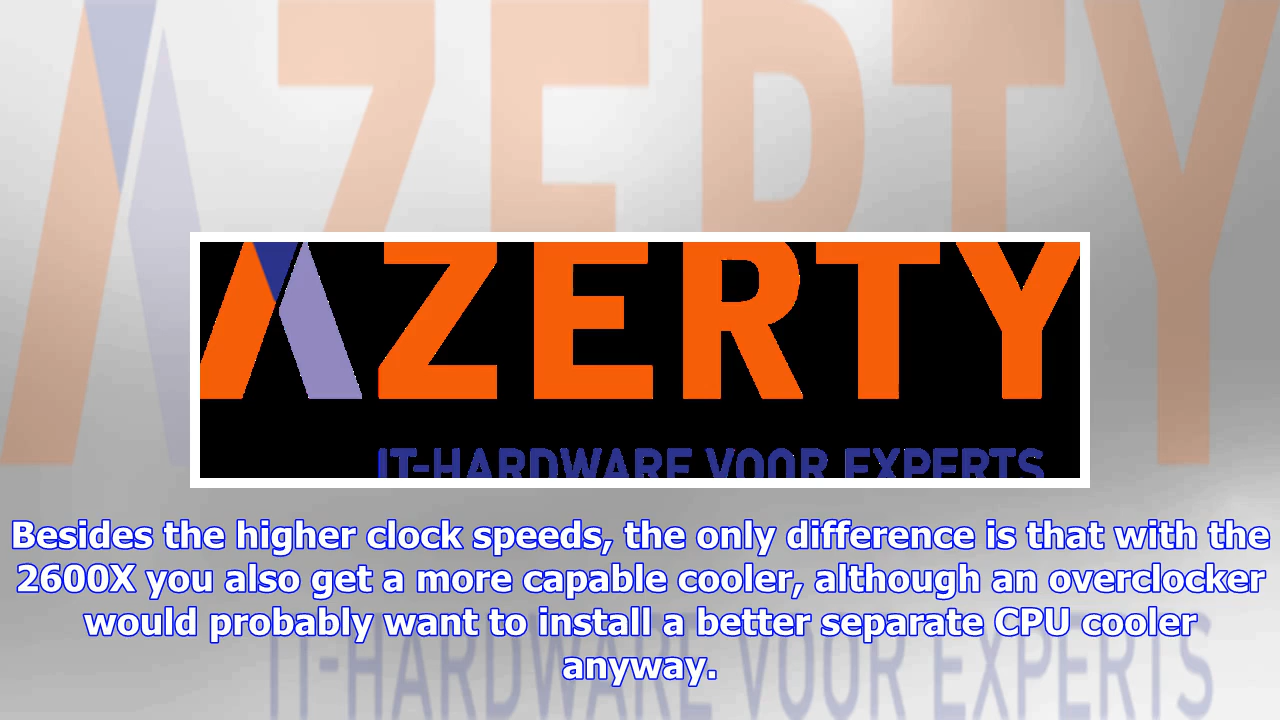 AZERTY
IT-HARDWARE VOOR EXPERTS
Besides the higher clock speeds, the only difference is that with the
2600X you also get a more capable cooler, although an overclocker
would probably want to install a better separate CPU cooler
anyway.